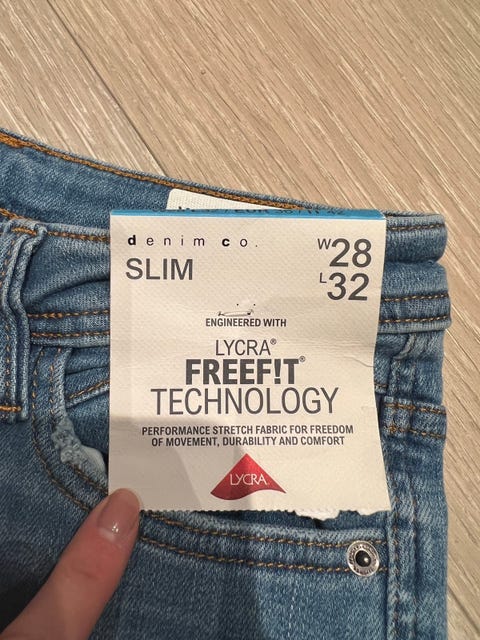 denim co.
SLIM
W28
L32
ENGINEERED WITH
LYCRA®
FREEF!T®
TECHNOLOGY
PERFORMANCE STRETCH FABRIC FOR FREEDOM
OF MOVEMENT, DURABILITY AND COMFORT
LYCRA